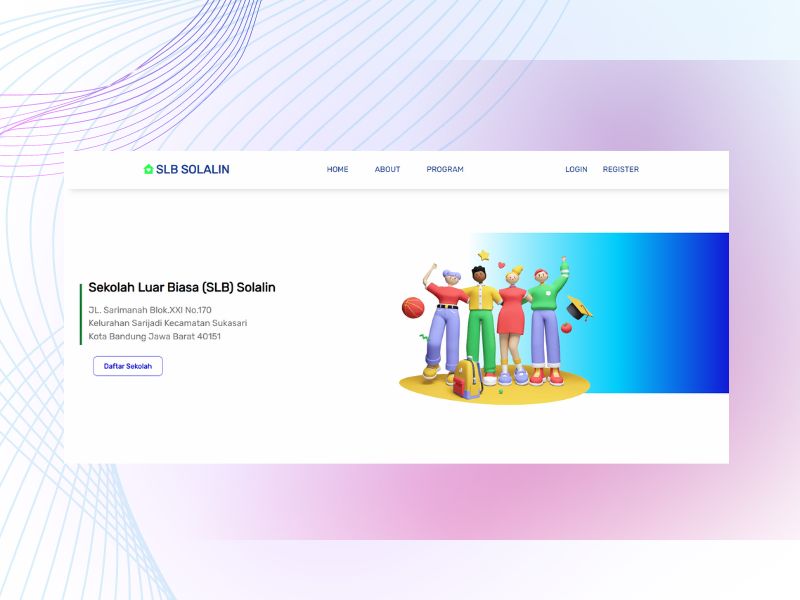 SLB SOLALIN
HOME ABOUT PROGRAM
LOGIN REGISTER
Sekolah Luar Biasa (SLB) Solalin
JL. Sarimanah Blok.XXI No.170
Kelurahan Sarijadi Kecamatan Sukasari
Kota Bandung Jawa Barat 40151
Daftar Sekolah